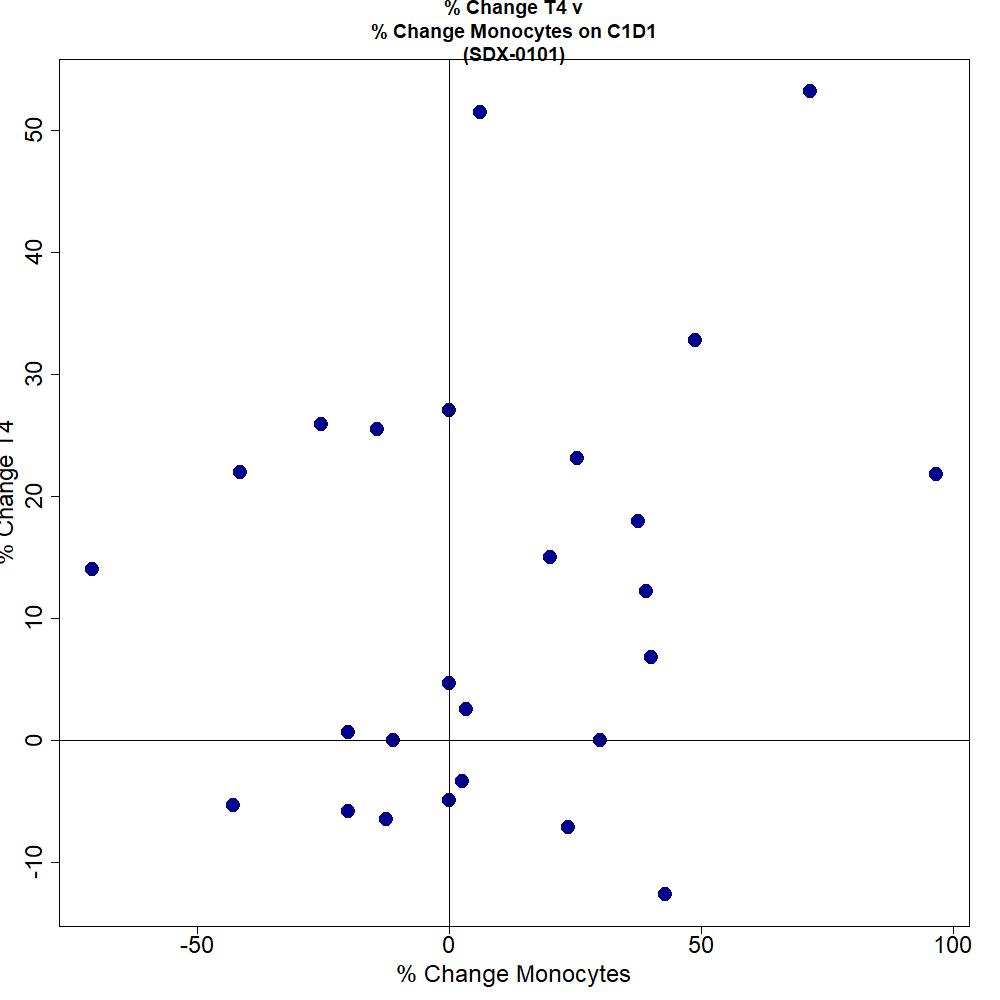 % Change T4 v
% Change Monocytes on C1D1
(SDX-0101)
50
40
30
20
10
0
-10
% Change T4
-50
0
50
100
% Change Monocytes